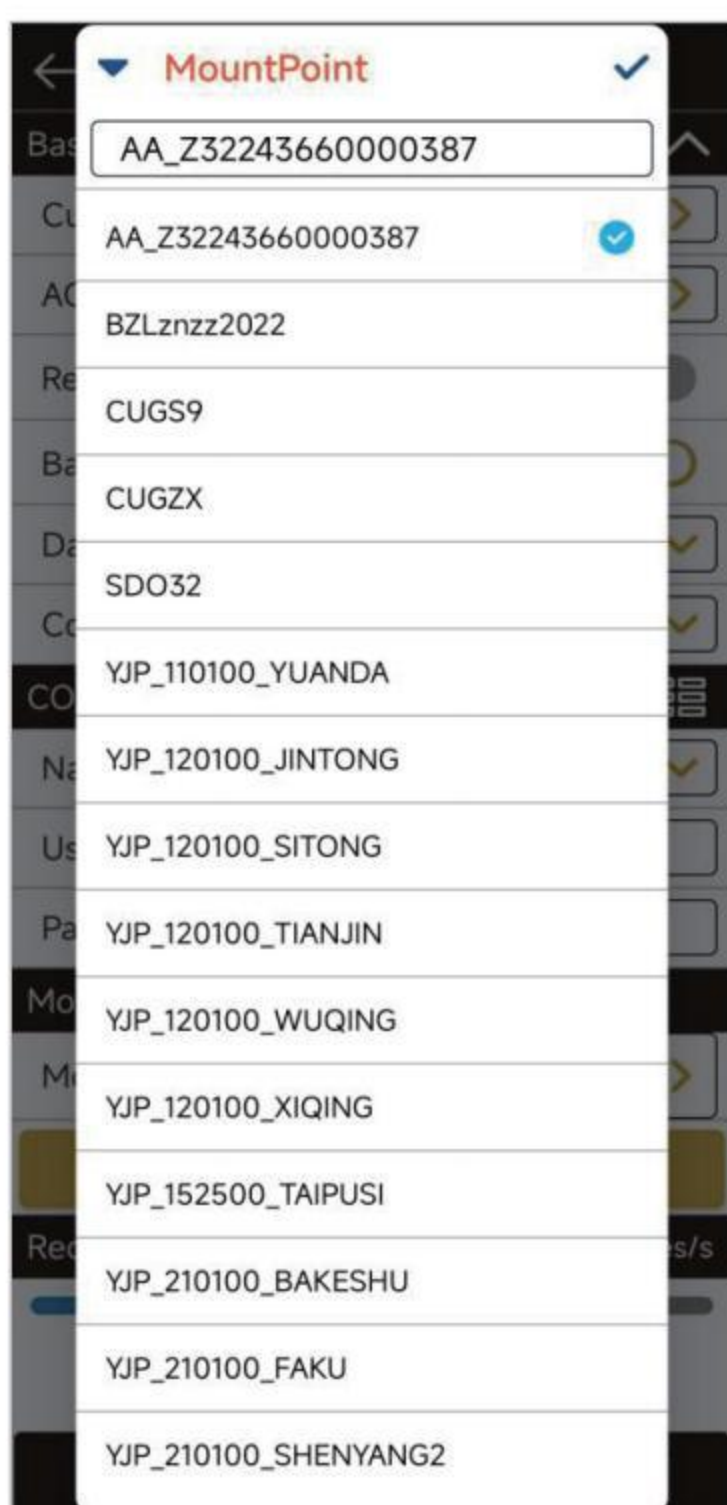 MountPoint
AA_Z32243660000387
AA_Z32243660000387
BZLznzz2022
CUGS9
CUGZX
SDO32
YJP_110100_YUANDA
YJP_120100_JINTONG
YJP_120100_SITONG
YJP_120100_TIANJIN
YJP_120100_WUQING
YJP_120100_XIQING
YJP_152500_TAIPUSI
YJP_210100_BAKESHU
YJP_210100_FAKU
YJP_210100_SHENYANG2